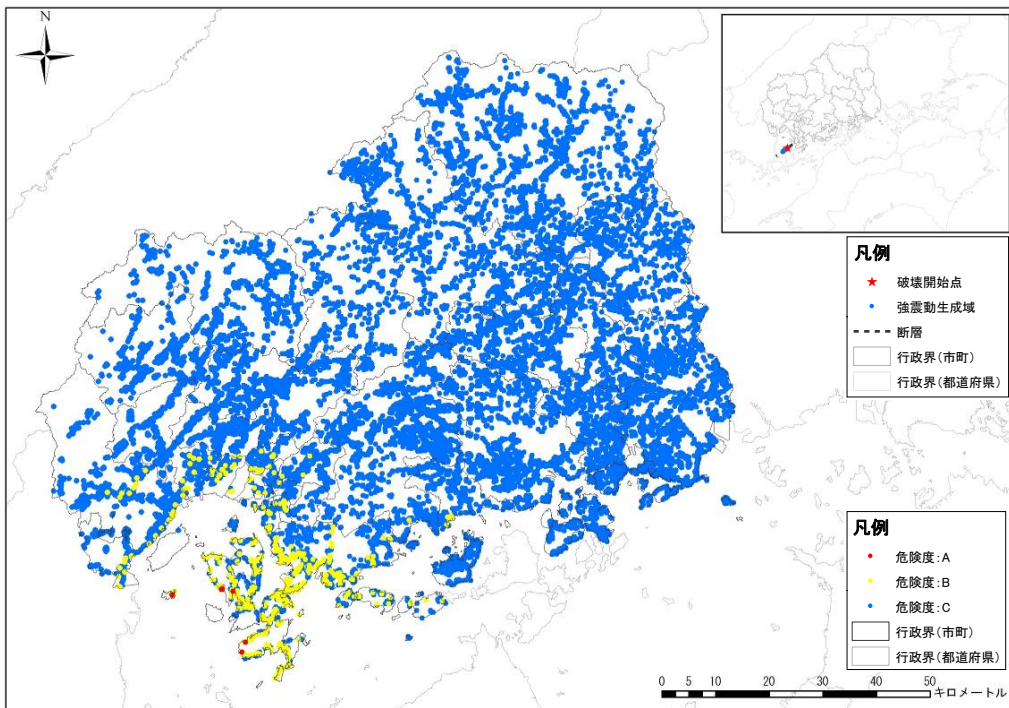 N
凡例
破壊開始点
強震動生成域
断層
行政界(市町)
行政界(都道府県)
凡例
危険度:A
危険度:B
危険度:C
行政界(市町)
行政界(都道府県)
0 5 10 20 30 40 50 キロメートル